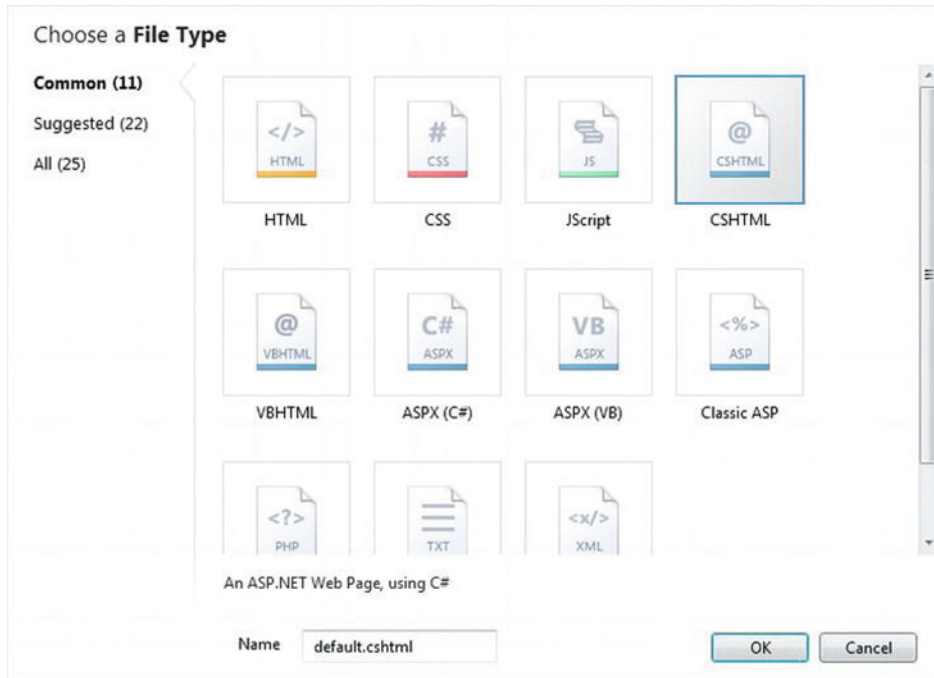 Choose a File Type
Common (11)
Suggested (22)
All (25)
</>
HTML
#
CSS
JS
@
CSHTML
HTML
CSS
JScript
CSHTML
@
VBHTML
C#
ASPX
VB
ASPX
<%>
ASP
VBHTML
ASPX (C#)
ASPX (VB)
Classic ASP
<?>
PHP
TXT
<x/>
XML
An ASP.NET Web Page, using C#
Name
default.cshtml
OK
Cancel